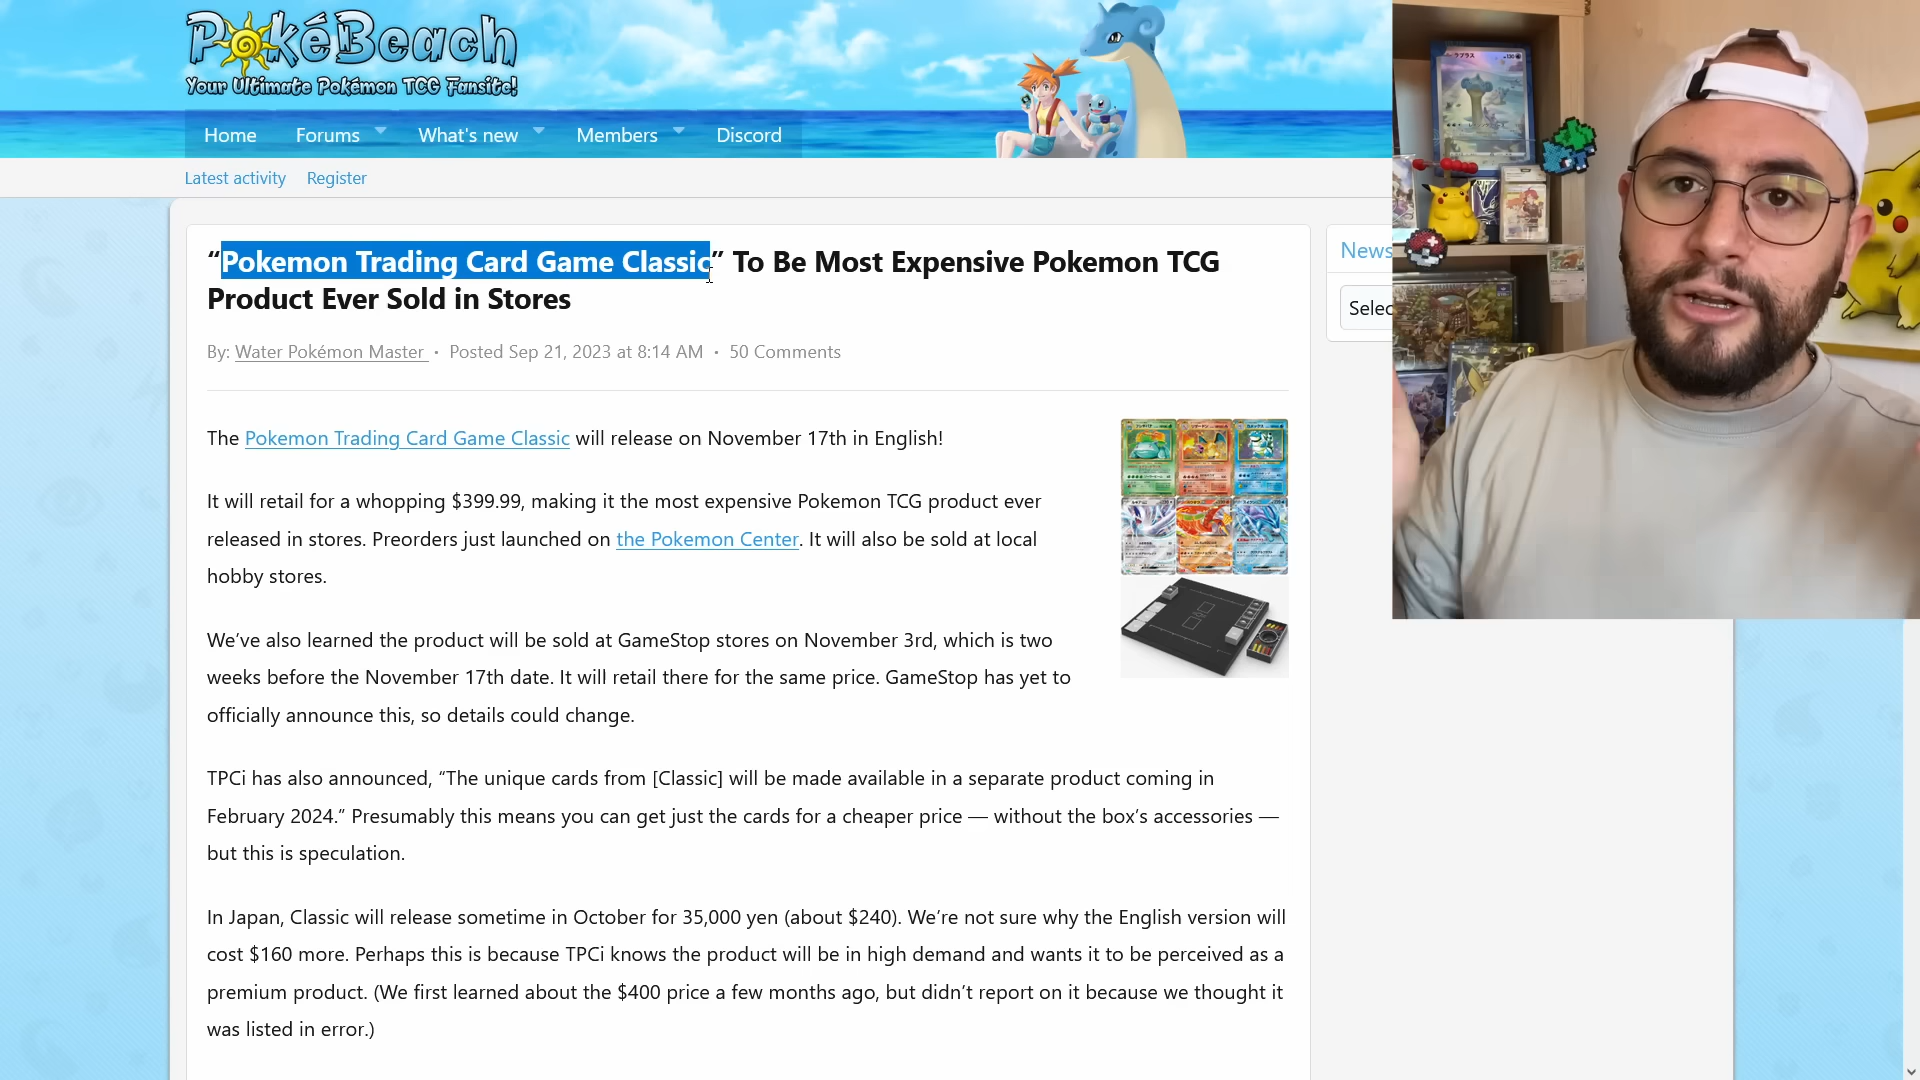 PokéBeach
Your Ultimate Pokémon TCG Fansite!
Home Forums What's new Members Discord
Latest activity Register
“Pokemon Trading Card Game Classic” To Be Most Expensive Pokemon TCG
Product Ever Sold in Stores
By: Water Pokémon Master • Posted Sep 21, 2023 at 8:14 AM • 50 Comments
News
Selec
The Pokemon Trading Card Game Classic will release on November 17th in English!
It will retail for a whopping $399.99, making it the most expensive Pokemon TCG product ever
released in stores. Preorders just launched on the Pokemon Center. It will also be sold at local
hobby stores.
We’ve also learned the product will be sold at GameStop stores on November 3rd, which is two
weeks before the November 17th date. It will retail there for the same price. GameStop has yet to
officially announce this, so details could change.
TPCi has also announced, “The unique cards from [Classic] will be made available in a separate product coming in
February 2024.” Presumably this means you can get just the cards for a cheaper price — without the box’s accessories —
but this is speculation.
In Japan, Classic will release sometime in October for 35,000 yen (about $240). We’re not sure why the English version will
cost $160 more. Perhaps this is because TPCi knows the product will be in high demand and wants it to be perceived as a
premium product. (We first learned about the $400 price a few months ago, but didn’t report on it because we thought it
was listed in error.)